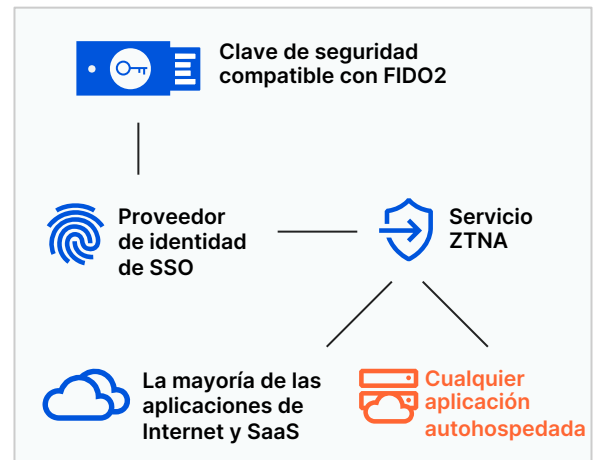 Clave de seguridad
compatible con FIDO2
Proveedor
de identidad
de SSO
Servicio
ZTNA
La mayoría de las
aplicaciones de
Internet y SaaS
Cualquier
aplicación
autohospedada